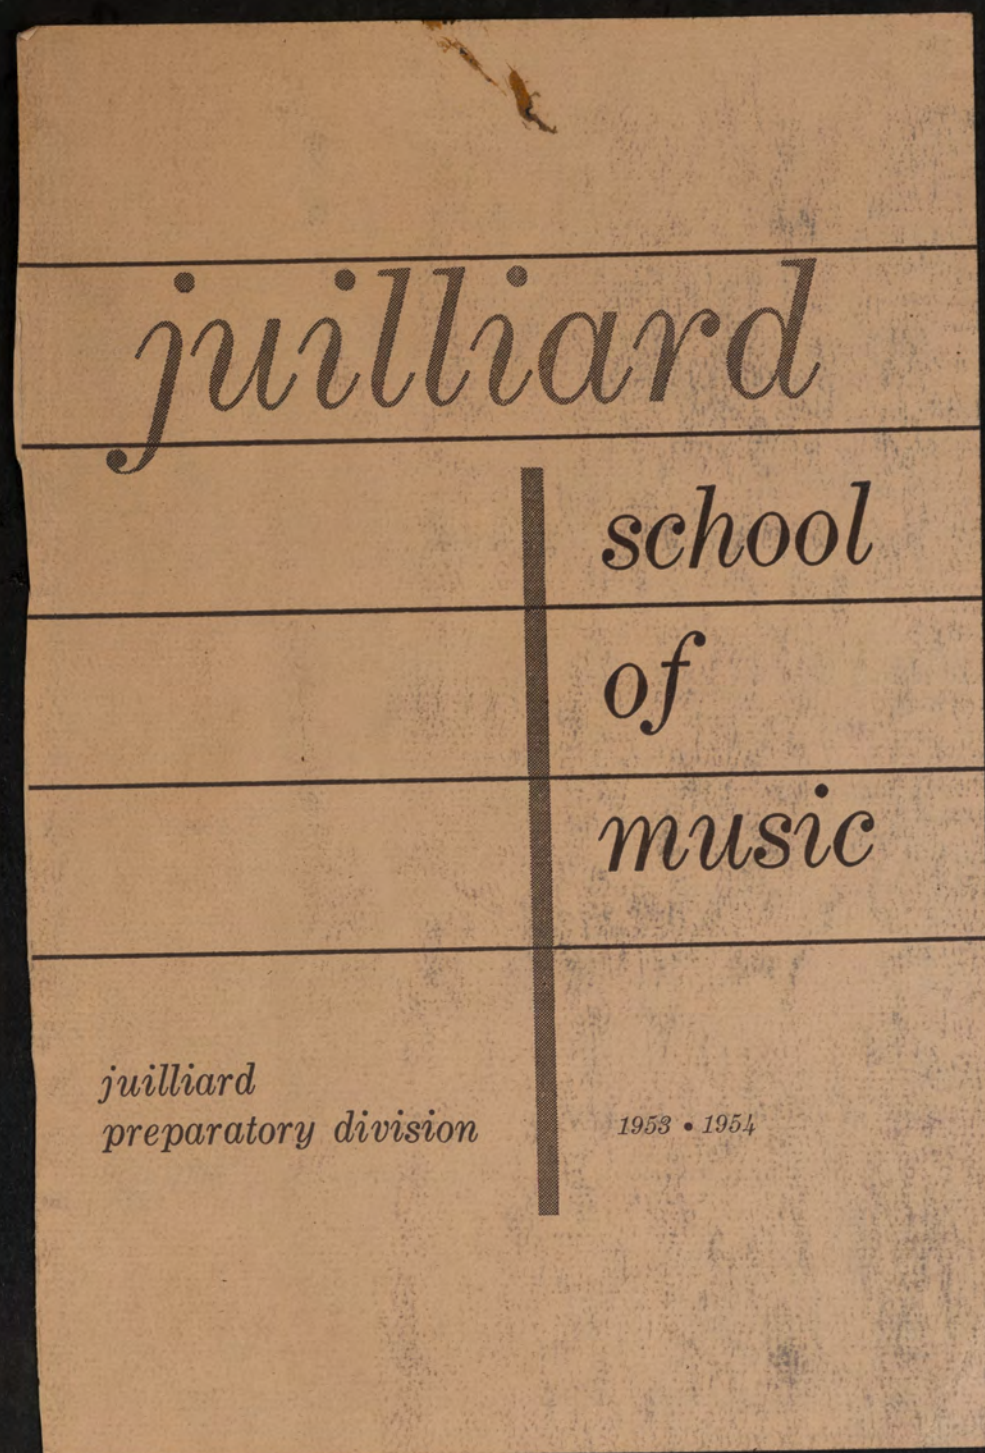 juilliard
school
of
music
juilliard
preparatory division
1953 • 1954